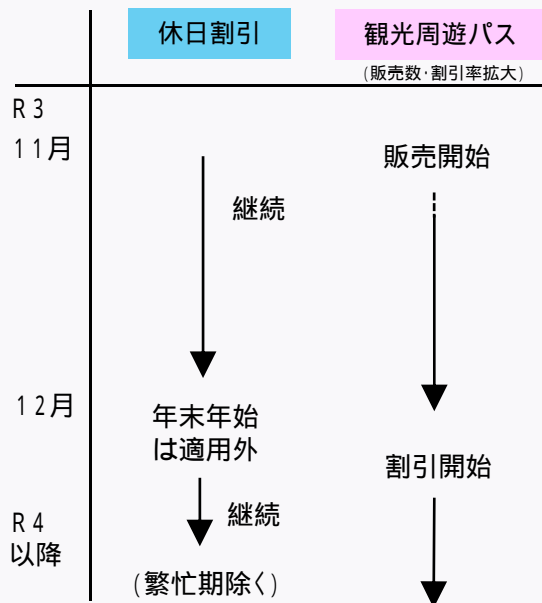 休日割引
観光周遊パス
(販売数・割引率拡大)
R3
11月
販売開始
継続
12月
年末年始
は適用外
割引開始
継続
R4
以降
(繁忙期除く)